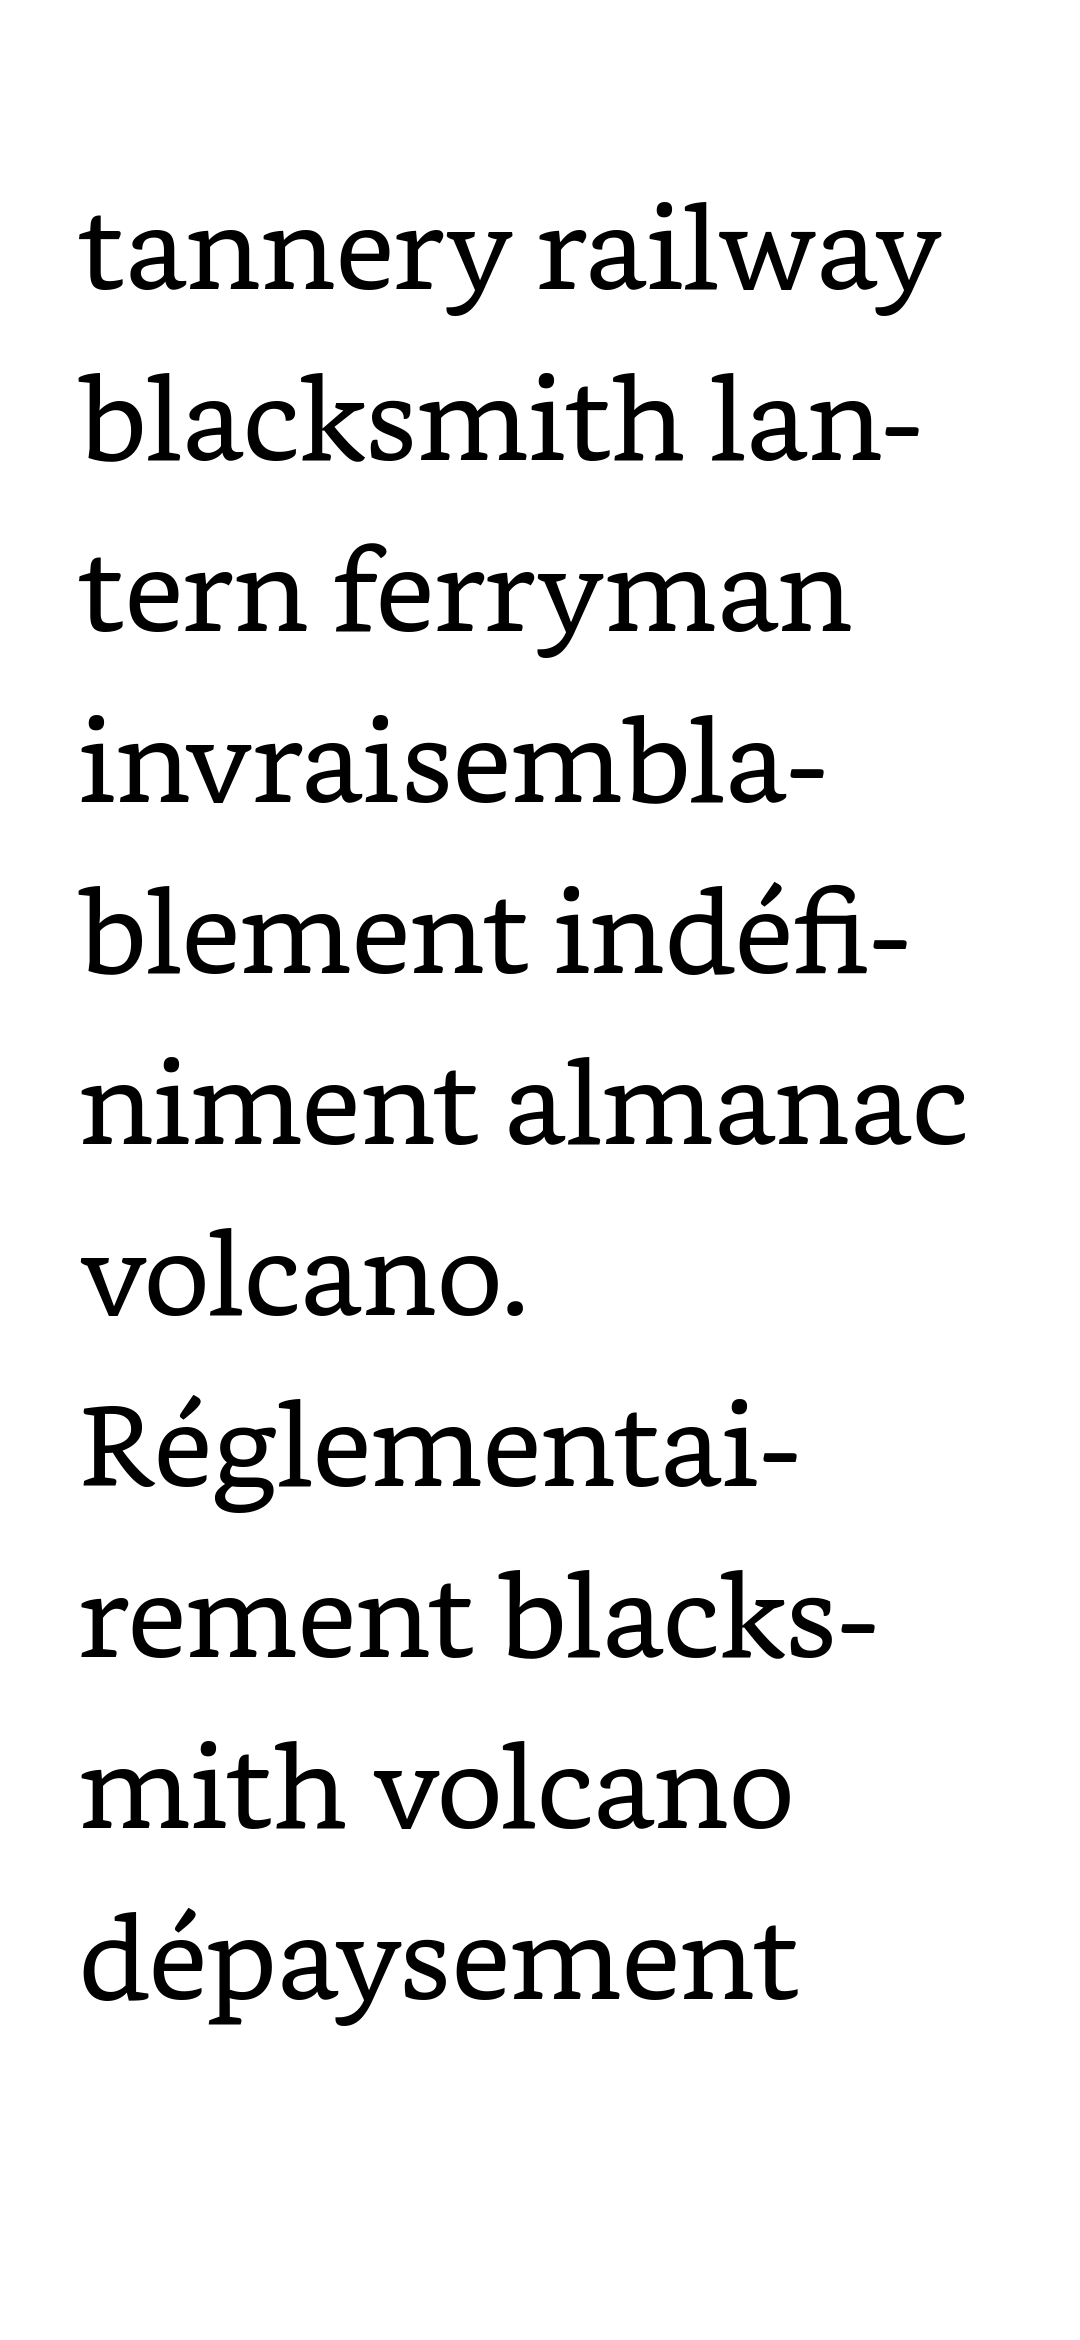 tannery railway
blacksmith lan-
tern ferryman
invraisembla-
blement indéfi-
niment almanac
volcano.
Réglementai-
rement blacks-
mith volcano
dépaysement